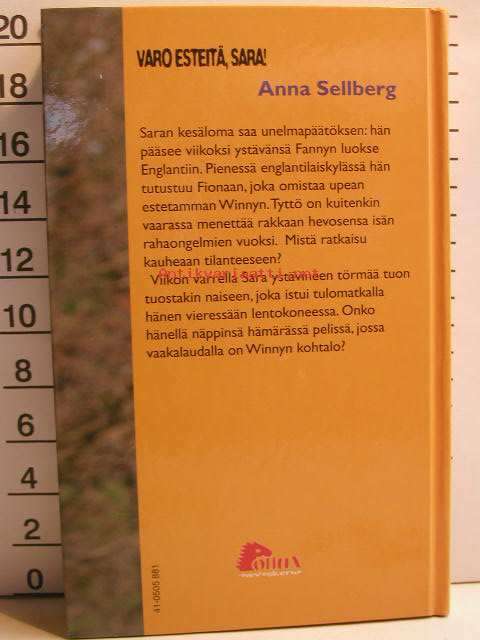 20
18
16
14
12
10
8
6
4
2
0
VARO ESTEITÄ, SARA!
Anna Sellberg
Saran kesäloma saa unelmapäätöksen: hän
pääsee viikoksi ystävänsä Fannyn luokse
Englantiin. Pienessä englantilaiskylässä hän
tutustuu Fionaan, joka omistaa upean
estetamman Winnyn. Tyttö on kuitenkin
vaarassa menettää rakkaan hevosensa isän
rahaongelmien vuoksi. Mistä ratkaisu
kauheaan tilanteeseen?
Antikvariaatti.net
Viikon varrella Sara ystävineen törmää tuon
tuostakin naiseen, joka istui tulomatkalla
hänen vieressään lentokoneessa. Onko
hänellä näppinsä hämärässä pelissä, jossa
vaakalaudalla on Winnyn kohtalo?
41-0505 881